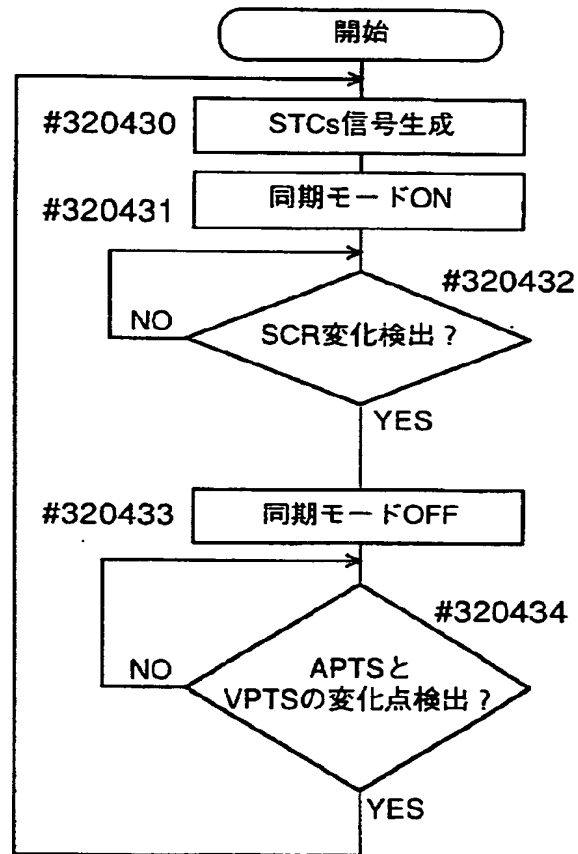 開始
#320430
STCs信号生成
#320431
同期モードON
#320432
NO
SCR変化検出？
YES
#320433
同期モードOFF
#320434
NO
APTSと
VPTSの変化点検出？
YES